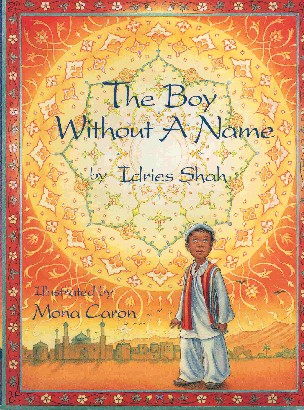 The Boy
Without A Name
by Idries Shah
Illustrated by
Mona Caron